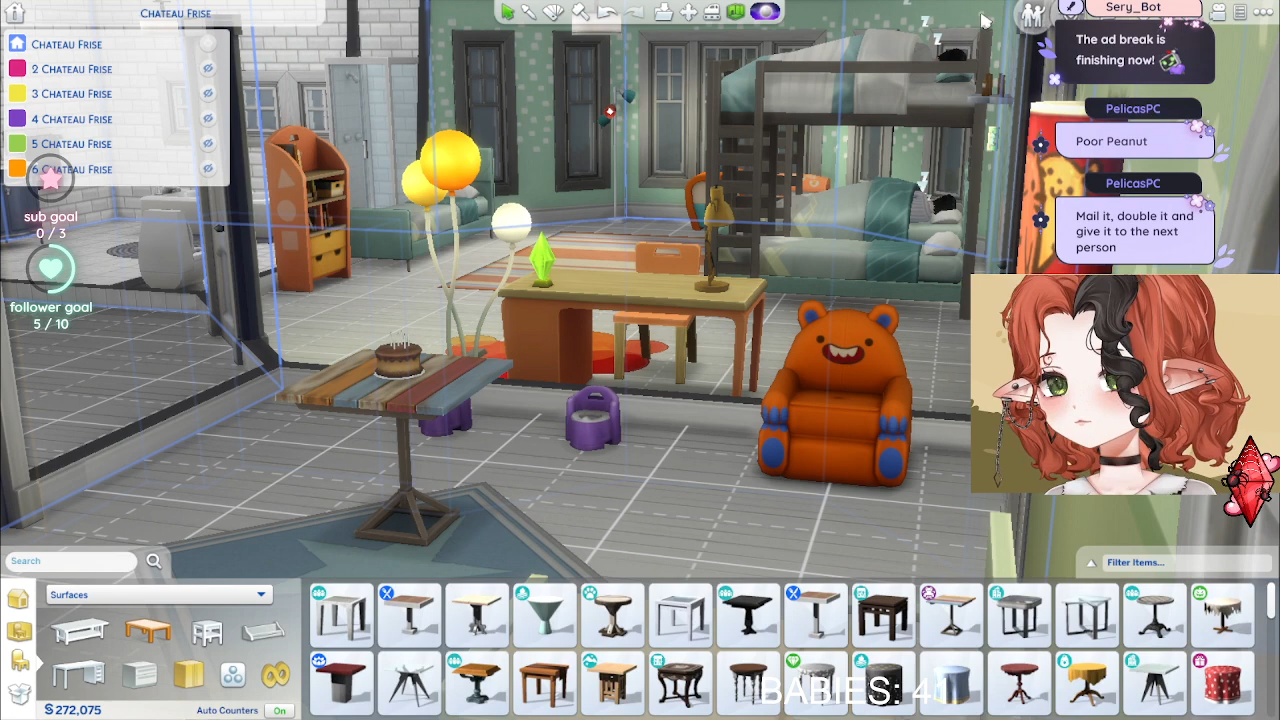 CHATEAU FRISE
CHATEAU FRISE
2 CHATEAU FRISE
3 CHATEAU FRISE
4 CHATEAU FRISE
5 CHATEAU FRISE
6 CHATEAU FRISE
sub goal
0 / 3
follower goal
5 / 10
Sery_Bot
The ad break is
finishing now!
PelicasPC
Poor Peanut
PelicasPC
Mail it, double it and
give it to the next
person
z
z
z
z
Search
Filter Items...
Surfaces
BABIES: 41
§272,075
Auto Counters
On